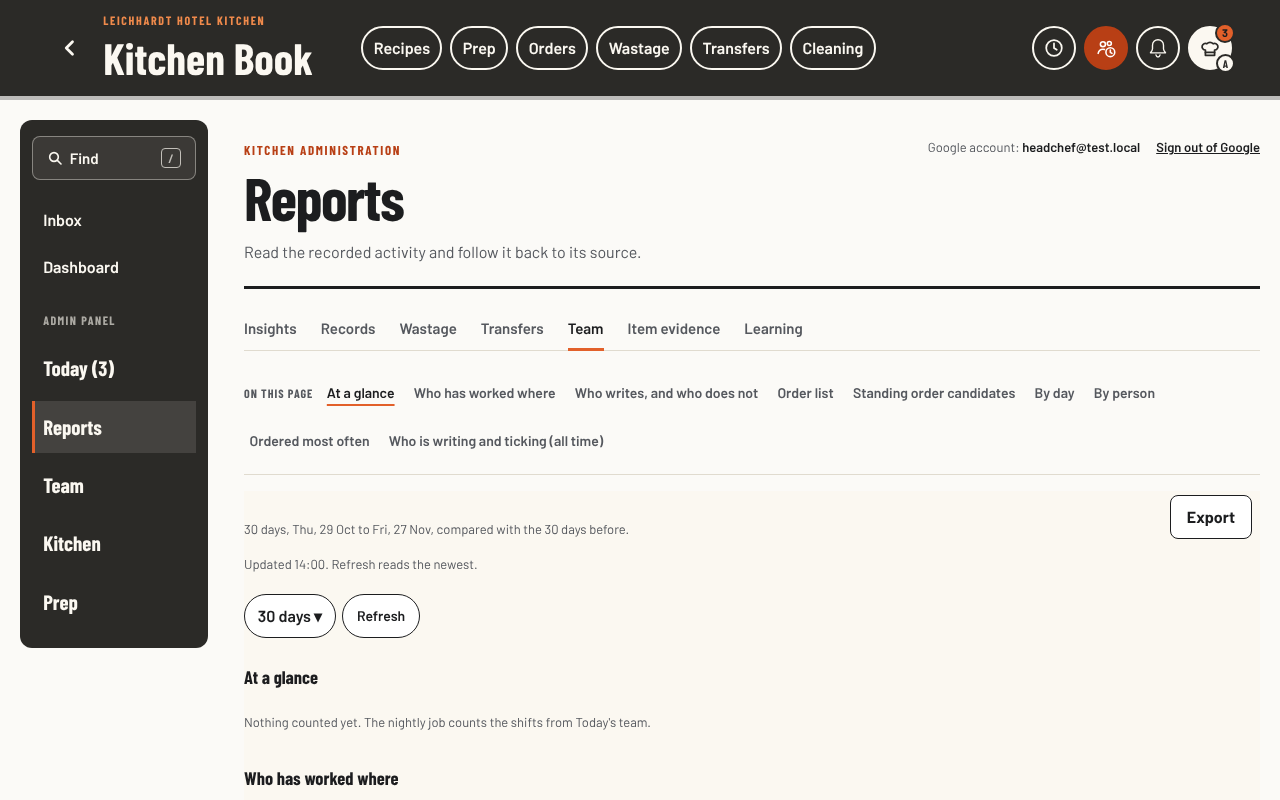 LEICHHARDT HOTEL KITCHEN
Kitchen Book
Recipes Prep Orders Wastage Transfers Cleaning
3
A
Find /
Inbox
Dashboard
ADMIN PANEL
Today (3)
Reports
Team
Kitchen
Prep
KITCHEN ADMINISTRATION
Google account: headchef@test.local Sign out of Google
Reports
Read the recorded activity and follow it back to its source.
Insights Records Wastage Transfers Team Item evidence Learning
ON THIS PAGE At a glance Who has worked where Who writes, and who does not Order list Standing order candidates By day By person
Ordered most often Who is writing and ticking (all time)
Export
30 days, Thu, 29 Oct to Fri, 27 Nov, compared with the 30 days before.
Updated 14:00. Refresh reads the newest.
30 days ▾ Refresh
At a glance
Nothing counted yet. The nightly job counts the shifts from Today's team.
Who has worked where